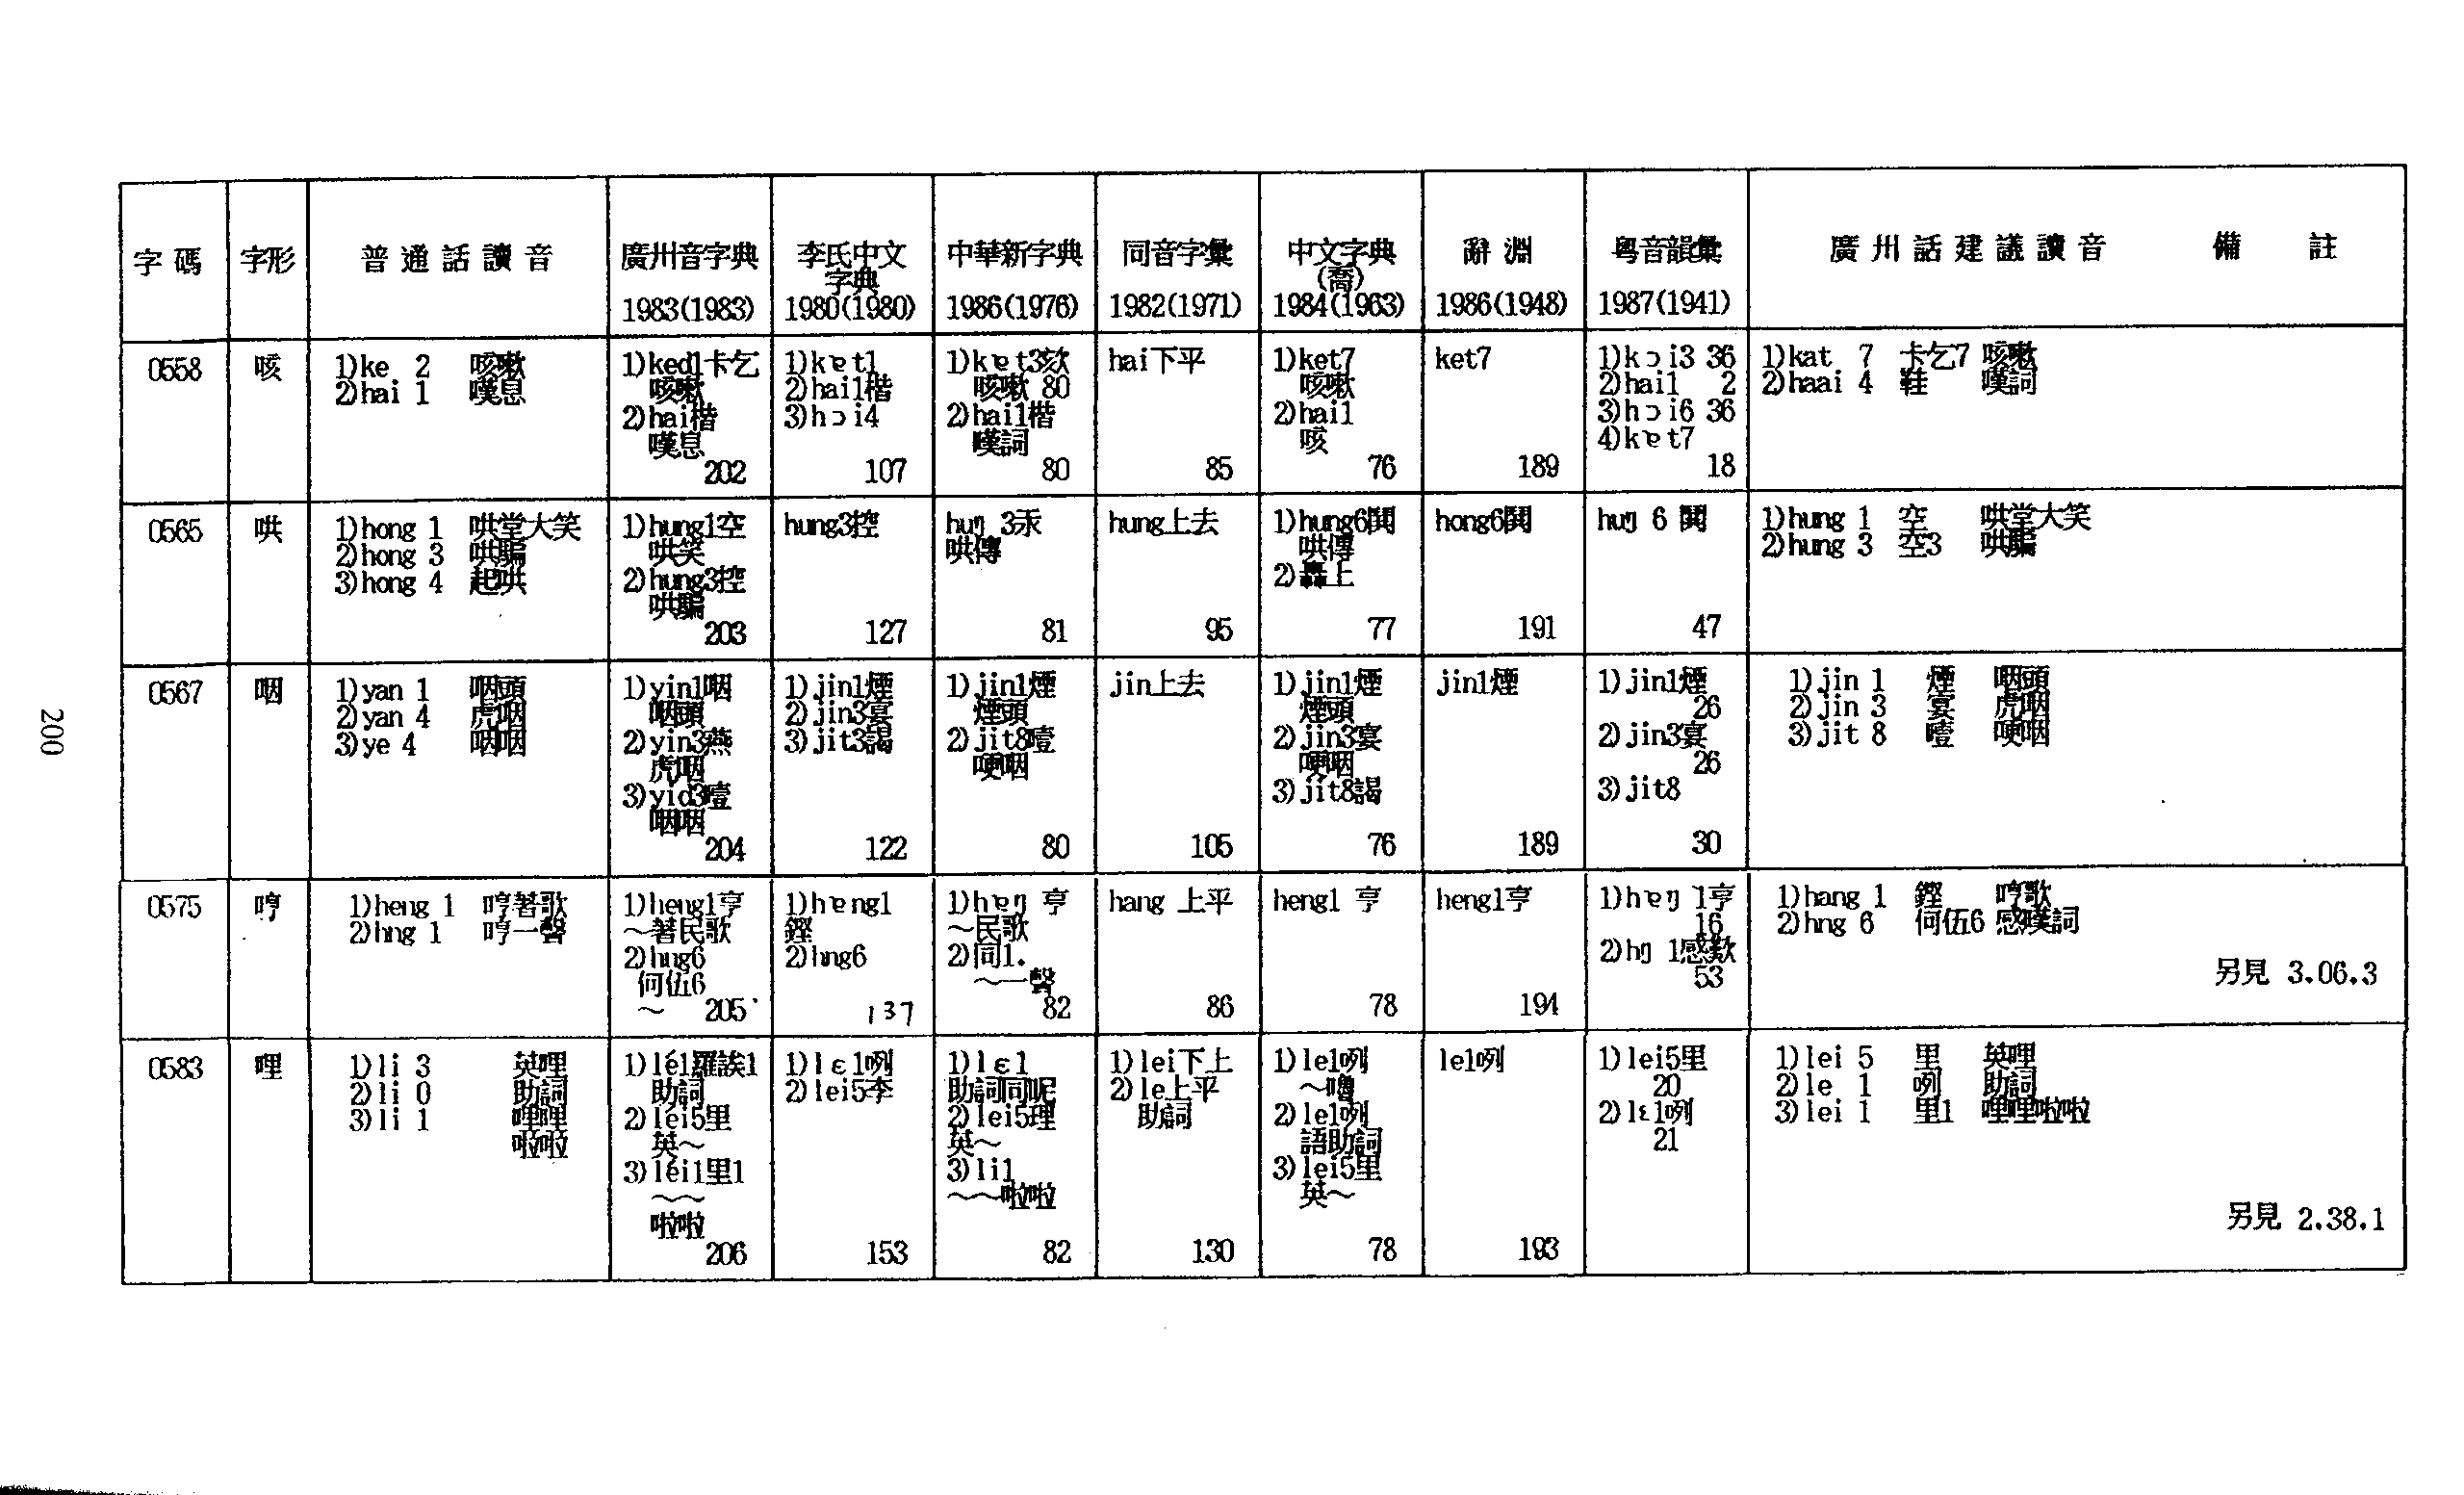 字碼 字形 普通話讀音 廣州音字典 1983(1983) 李氏中文字典 1980(1980) 中華新字典 1986(1976) 同音字彙 1982(1971) 中文字典(喬) 1984(1963) 辭淵 1986(1948) 粵音韻彙 1987(1941) 廣州話建議讀音 備註
0558
咳
1)ke 2 咳嗽
2)hai 1 嘆息
1)ked1卡乞
咳嗽
2)hai楷
嘆息
202
1)kɐt1
2)hai1楷
3)hɔi4
107
1)kɐt3欬
咳嗽 80
2)hai1楷
嘆詞
80
hai下平
85
1)ket7
咳嗽
2)hai1
咳
76
ket7
189
1)kɔi3 36
2)hai1 2
3)hɔi6 36
4)kɐt7
18
1)kat 7 卡乞7 咳嗽
2)haai 4 鞋 嘆詞
0565
哄
1)hong 1 哄堂大笑
2)hong 3 哄騙
3)hong 4 起哄
1)hung1空
哄笑
2)hung3控
哄騙
203
hung3控
127
huŋ 3汞
哄傳
81
hung上去
95
1)hung6鬨
哄傳
2)轟上
77
hong6鬨
191
huŋ 6 鬨
47
1)hung 1 空 哄堂大笑
2)hung 3 空3 哄騙
200
0567
咽
1)yan 1 咽頭
2)yan 4 虎咽
3)ye 4 咽咽
1)yin1咽
咽頭
2)yin3燕
虎咽
3)yid3噎
咽咽
204
1)jin1煙
2)jin3宴
3)jit3謁
122
1)jin1煙
煙頭
2)jit8噎
哽咽
80
jin上去
105
1)jin1煙
煙頭
2)jin3宴
哽咽
3)jit8謁
76
jin1煙
189
1)jin1煙
26
2)jin3宴
26
3)jit8
30
1)jin 1 煙 咽頭
2)jin 3 宴 虎咽
3)jit 8 噎 哽咽
0575
哼
1)heng 1 哼著歌
2)hng 1 哼一聲
1)heng1亨
～著民歌
2)hng6
何伍6
～ 205
1)hɐng1
鏗
2)hng6
137
1)hɐŋ 亨
～民歌
2)同1.
～一聲
82
hang 上平
86
heng1 亨
78
heng1亨
194
1)hɐŋ 1亨
16
2)hŋ 1感歎
53
1)hang 1 鏗 哼歌
2)hng 6 何伍6 感嘆詞
另見 3.06.3
0583
哩
1)li 3 英哩
2)li 0 助詞
3)li 1 哩哩
啦啦
1)lé1羅誒1
助詞
2)léi5里
英～
3)léi1里1
～～
啦啦
206
1)lɛ1咧
2)lei5李
153
1)lɛ1
助詞同呢
2)lei5理
英～
3)li1
～～啦啦
82
1)lei下上
2)le上平
助詞
130
1)le1咧
～嚕
2)le1咧
語助詞
3)lei5里
英～
78
le1咧
193
1)lei5里
20
2)lɛ1咧
21
1)lei 5 里 英哩
2)le 1 咧 助詞
3)lei 1 里1 哩哩啦啦
另見 2.38.1